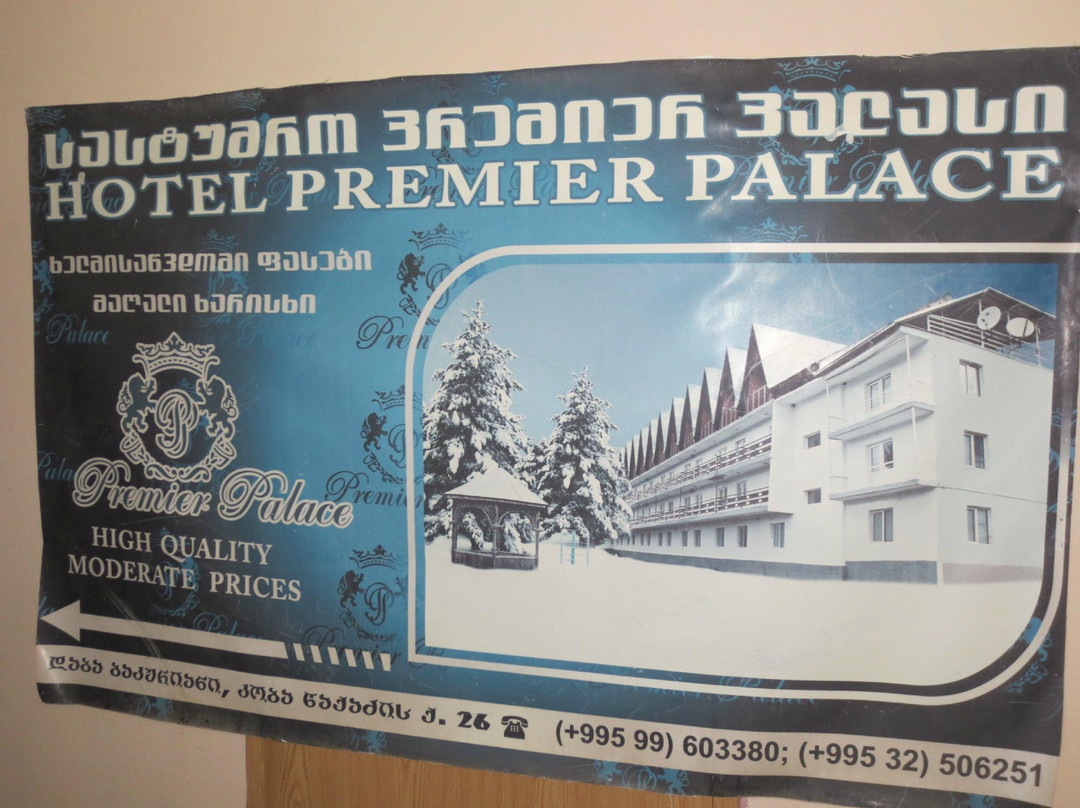 სასტუმრო პრემიერ პალასი
HOTEL PREMIER PALACE
ხელმისაწვდომი ფასები
მაღალი ხარისხი
Premier Palace
HIGH QUALITY
MODERATE PRICES
დაბა ბაკურიანი, კობა წაქაძის ქ. 26 ☎ (+995 99) 603380; (+995 32) 506251